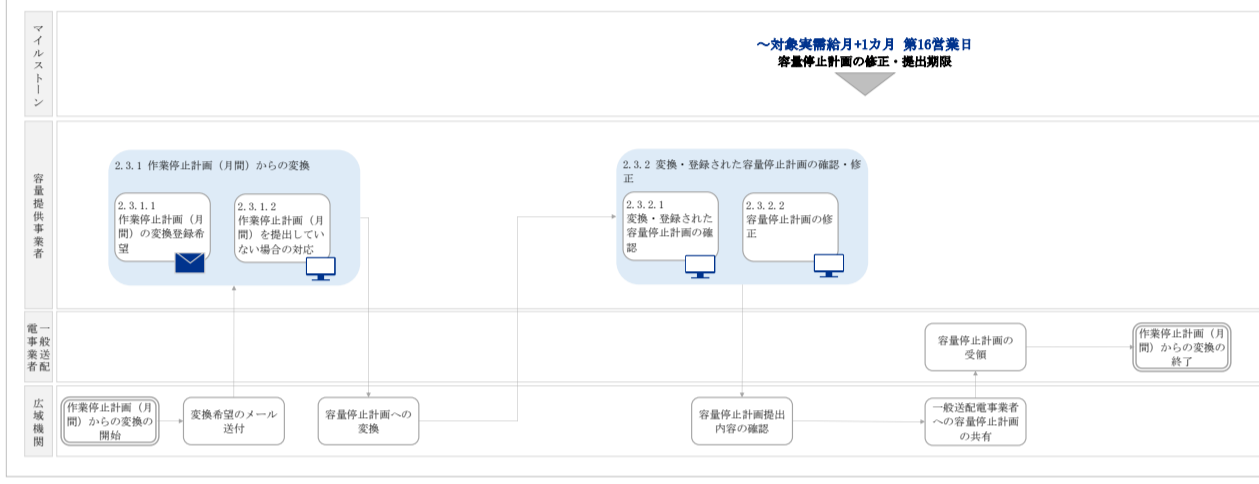 マイルストーン
～対象実需給月+1カ月 第16営業日
容量停止計画の修正・提出期限
容量提供事業者
2.3.1 作業停止計画（月間）からの変換
2.3.1.1
作業停止計画（月
間）の変換登録希
望
2.3.1.2
作業停止計画（月
間）を提出してい
ない場合の対応
2.3.2 変換・登録された容量停止計画の確認・修
正
2.3.2.1
変換・登録された
容量停止計画の確
認
2.3.2.2
容量停止計画の修
正
一般送配
電事業者
容量停止計画の
受領
作業停止計画（月
間）からの変換の
終了
広域機関
作業停止計画（月
間）からの変換の
開始
変換希望のメール
送付
容量停止計画への
変換
容量停止計画提出
内容の確認
一般送配電事業者
への容量停止計画
の共有